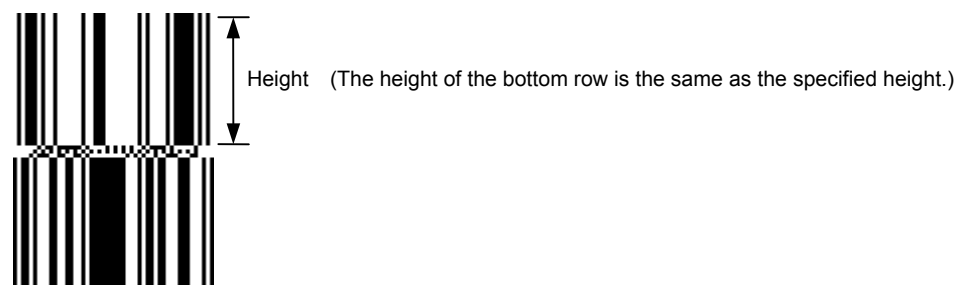 Height (The height of the bottom row is the same as the specified height.)